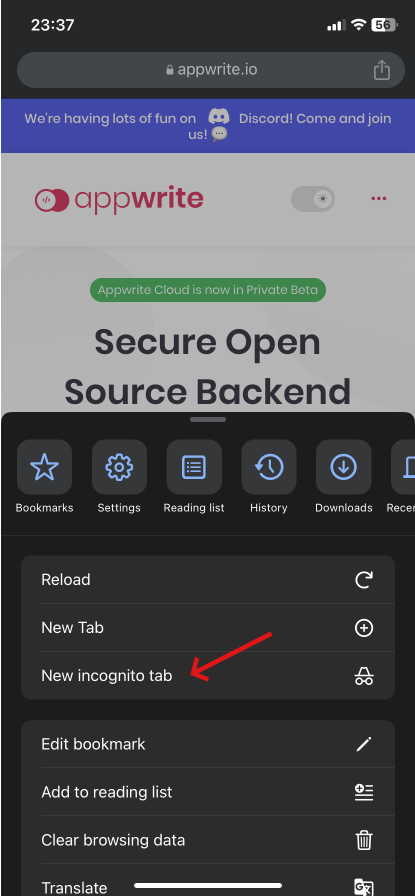 23:37
56
appwrite.io
We're having lots of fun on Discord! Come and join
us!
appwrite
Appwrite Cloud is now in Private Beta
Secure Open
Source Backend
Bookmarks Settings Reading list History Downloads Recen
Reload
New Tab
New incognito tab
Edit bookmark
Add to reading list
Clear browsing data
Translate